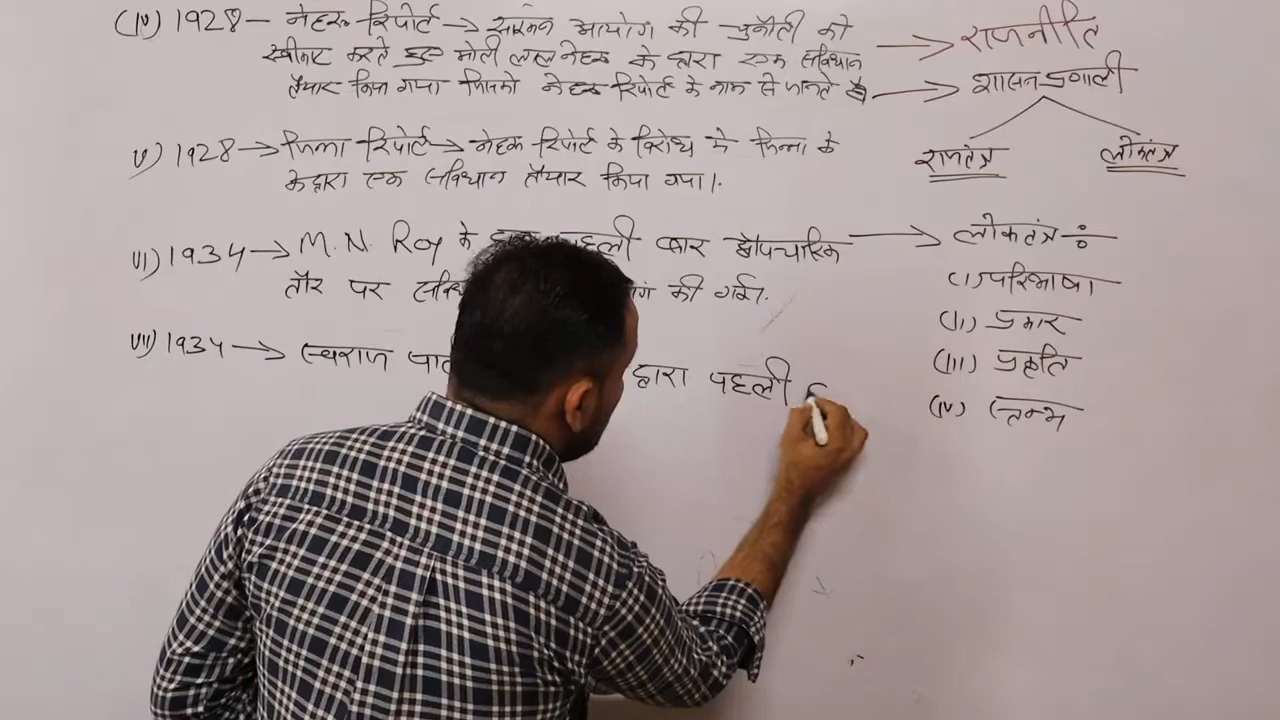 (iv) 1928 - नेहरू रिपोर्ट → साईमन आयोग की चुनौती को
स्वीकार करते हुए मोती लाल नेहरू के द्वारा एक संविधान
तैयार किया गया जिसको नेहरू रिपोर्ट के नाम से जानते है
v) 1928 → जिन्ना रिपोर्ट → नेहरू रिपोर्ट के विरोध मे जिन्ना के
के द्वारा एक संविधान तैयार किया गया।
vi) 1934 → M.N. Roy के पहली बार औपचारिक
तौर पर की गई।
vii) 1934 → स्वराज द्वारा पहली
→ राजनीति
→ शासन प्रणाली
राजतंत्र लोकतंत्र
→ लोकतंत्र ÷
(i) परिभाषा
(ii) प्रकार
(iii) प्रकृति
(iv) स्तम्भ